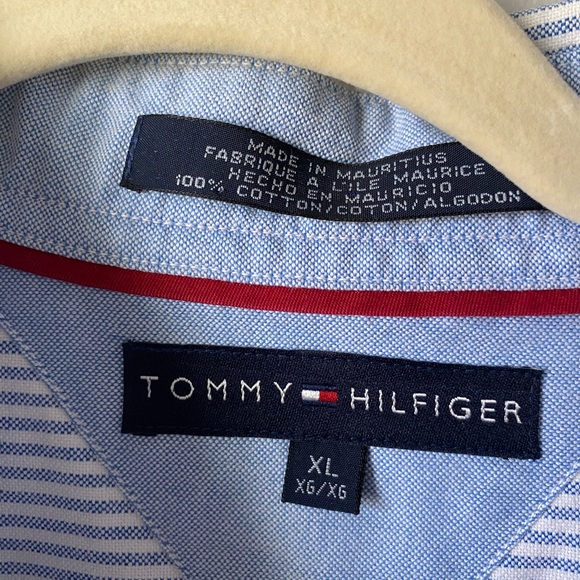 MADE IN MAURITIUS
FABRIQUE A L'ILE MAURICE
HECHO EN MAURICIO
100% COTTON/COTON/ALGODON
TOMMY HILFIGER
XL
XG/XG